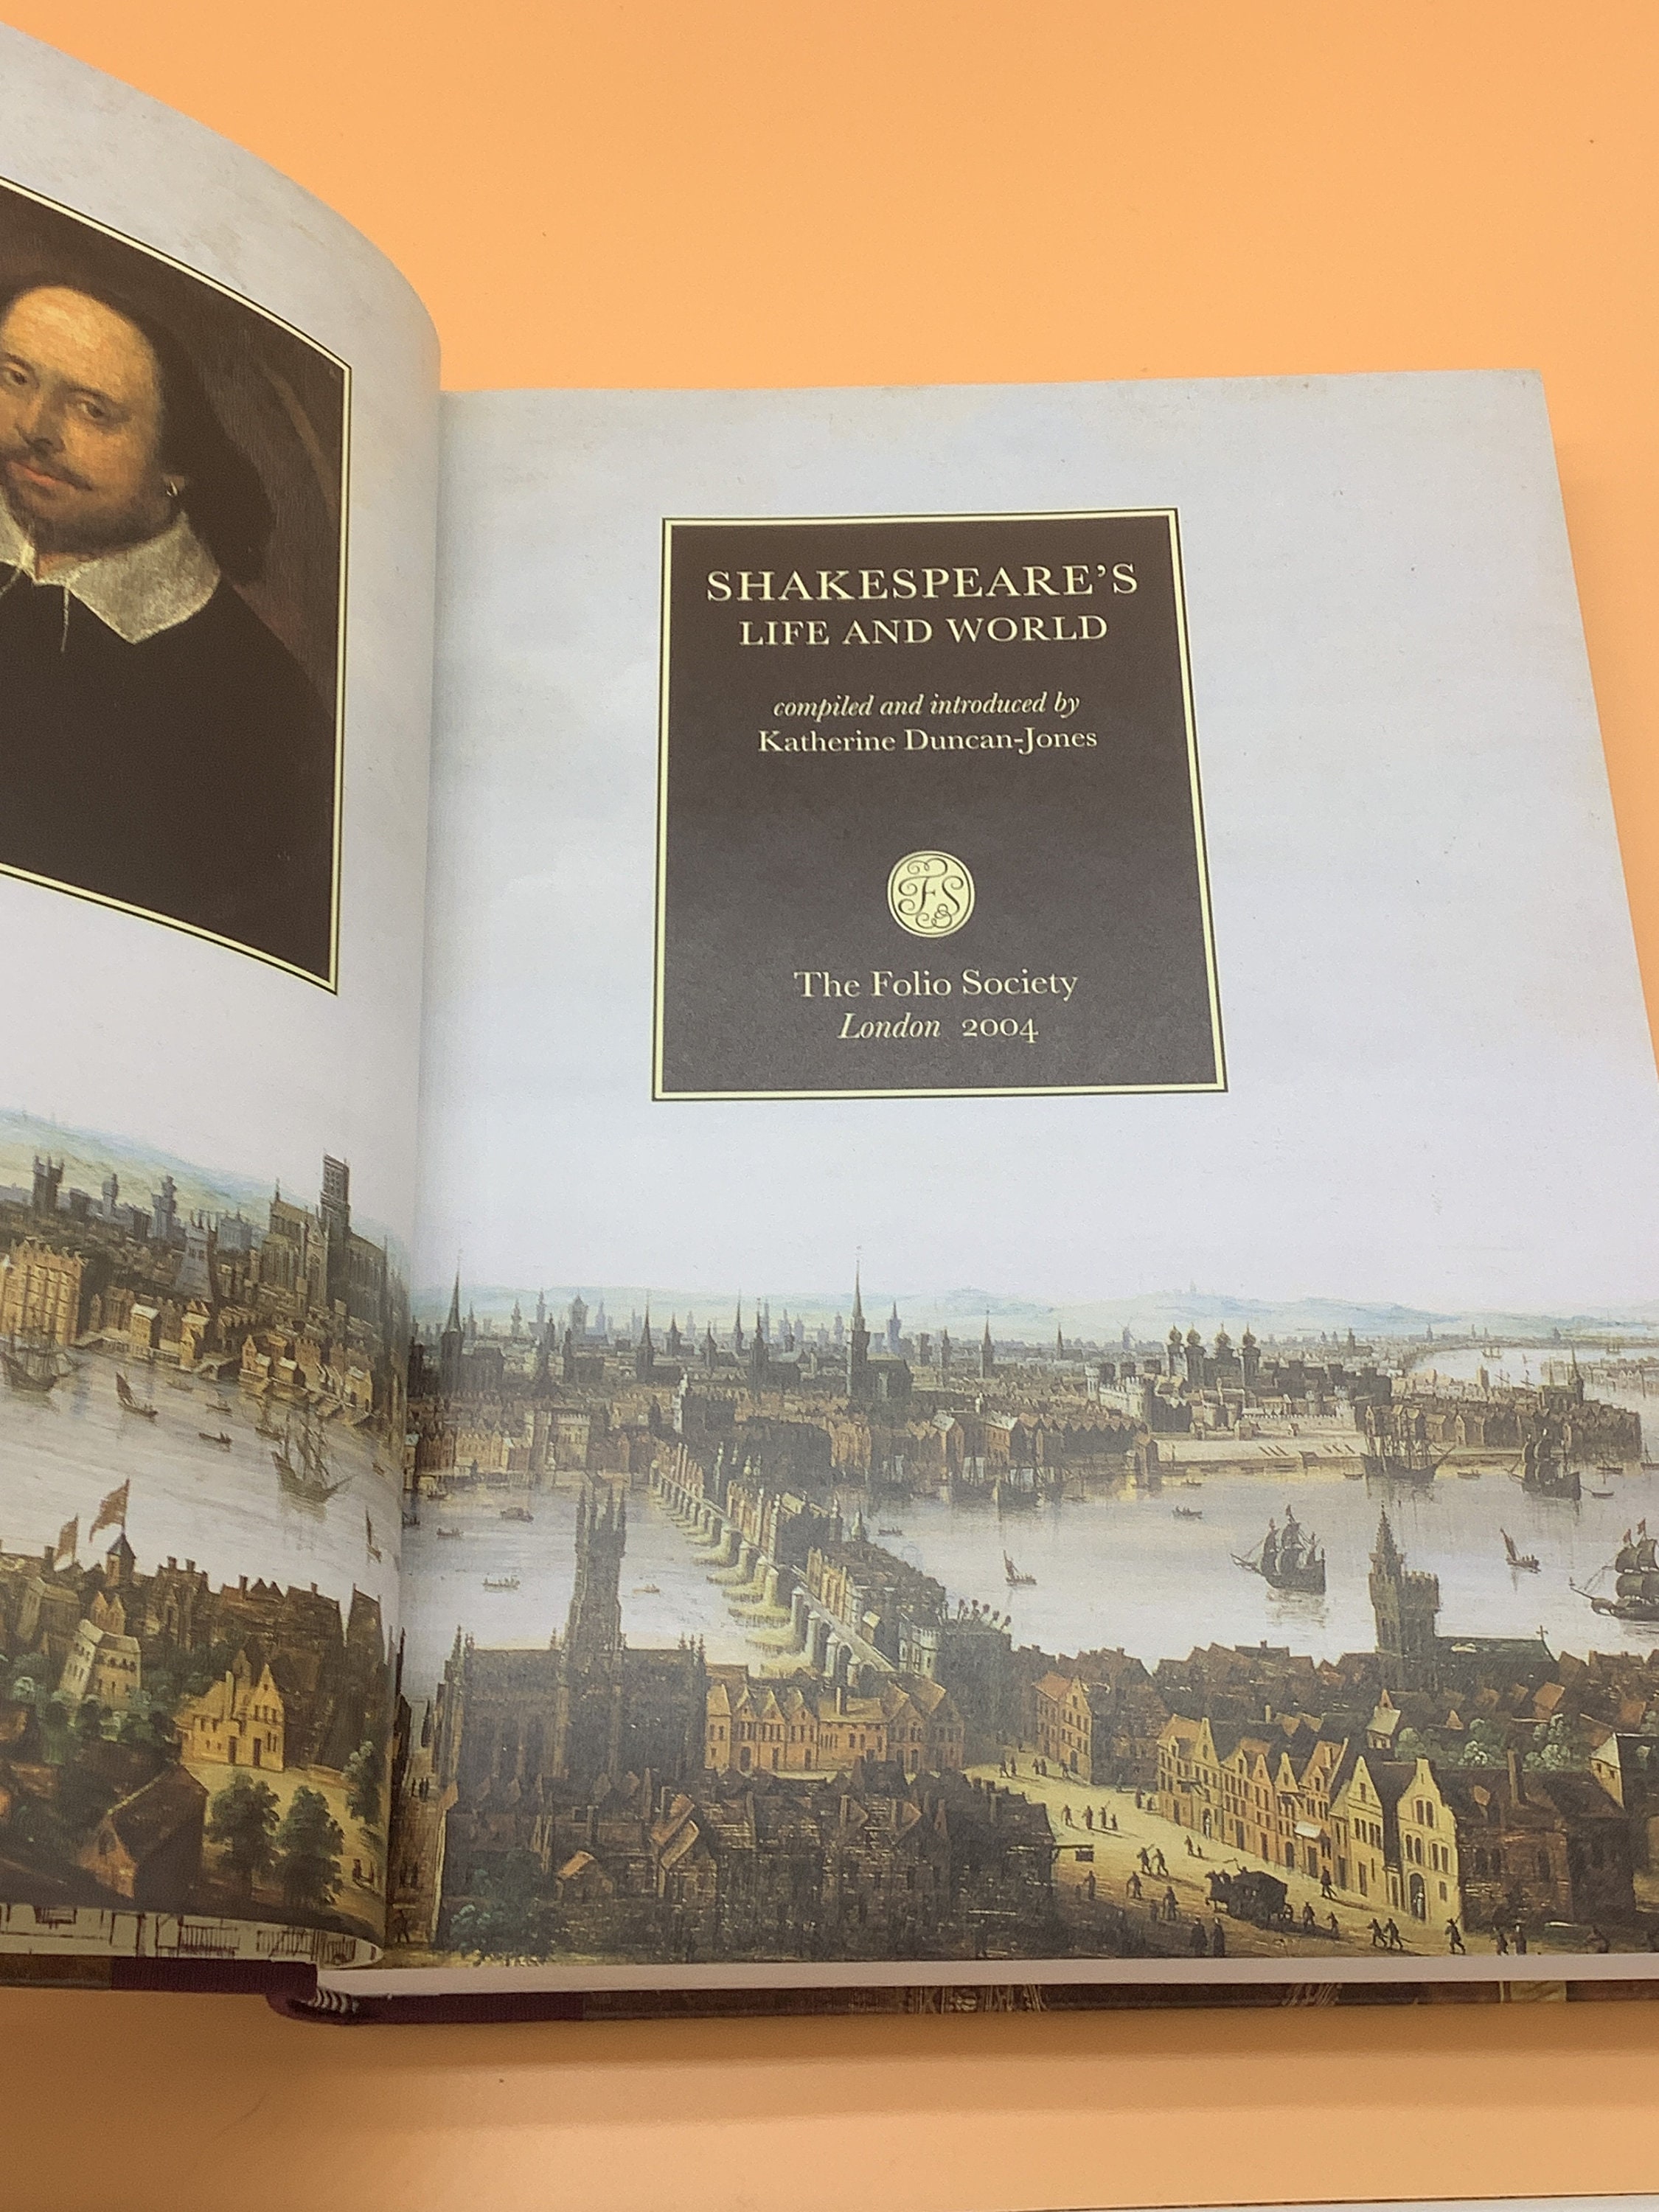 SHAKESPEARE'S
LIFE AND WORLD
compiled and introduced by
Katherine Duncan-Jones
FS
The Folio Society
London 2004